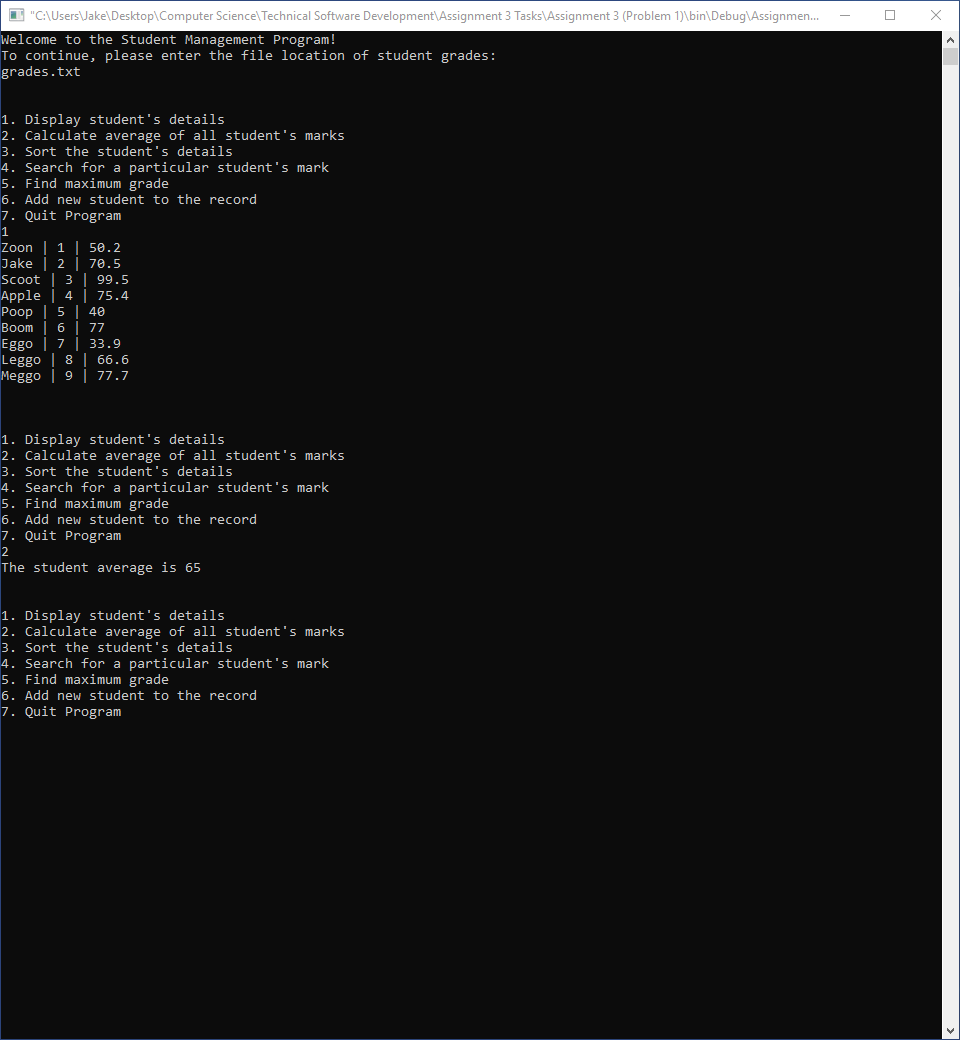 "C:\Users\Jake\Desktop\Computer Science\Technical Software Development\Assignment 3 Tasks\Assignment 3 (Problem 1)\bin\Debug\Assignmen...
Welcome to the Student Management Program!
To continue, please enter the file location of student grades:
grades.txt
1. Display student's details
2. Calculate average of all student's marks
3. Sort the student's details
4. Search for a particular student's mark
5. Find maximum grade
6. Add new student to the record
7. Quit Program
1
Zoon | 1 | 50.2
Jake | 2 | 70.5
Scoot | 3 | 99.5
Apple | 4 | 75.4
Poop | 5 | 40
Boom | 6 | 77
Eggo | 7 | 33.9
Leggo | 8 | 66.6
Meggo | 9 | 77.7
1. Display student's details
2. Calculate average of all student's marks
3. Sort the student's details
4. Search for a particular student's mark
5. Find maximum grade
6. Add new student to the record
7. Quit Program
2
The student average is 65
1. Display student's details
2. Calculate average of all student's marks
3. Sort the student's details
4. Search for a particular student's mark
5. Find maximum grade
6. Add new student to the record
7. Quit Program